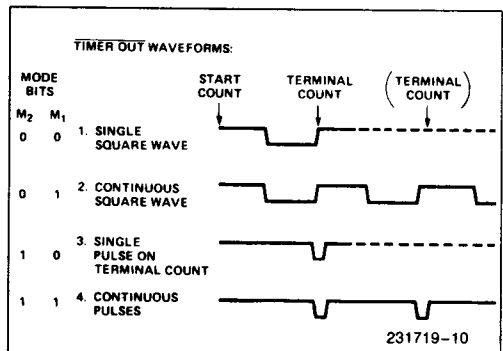 TIMER OUT WAVEFORMS:
MODE BITS
START COUNT
TERMINAL COUNT
(TERMINAL COUNT)
M2 M1
0 0 1. SINGLE SQUARE WAVE
0 1 2. CONTINUOUS SQUARE WAVE
1 0 3. SINGLE PULSE ON TERMINAL COUNT
1 1 4. CONTINUOUS PULSES
231719-10